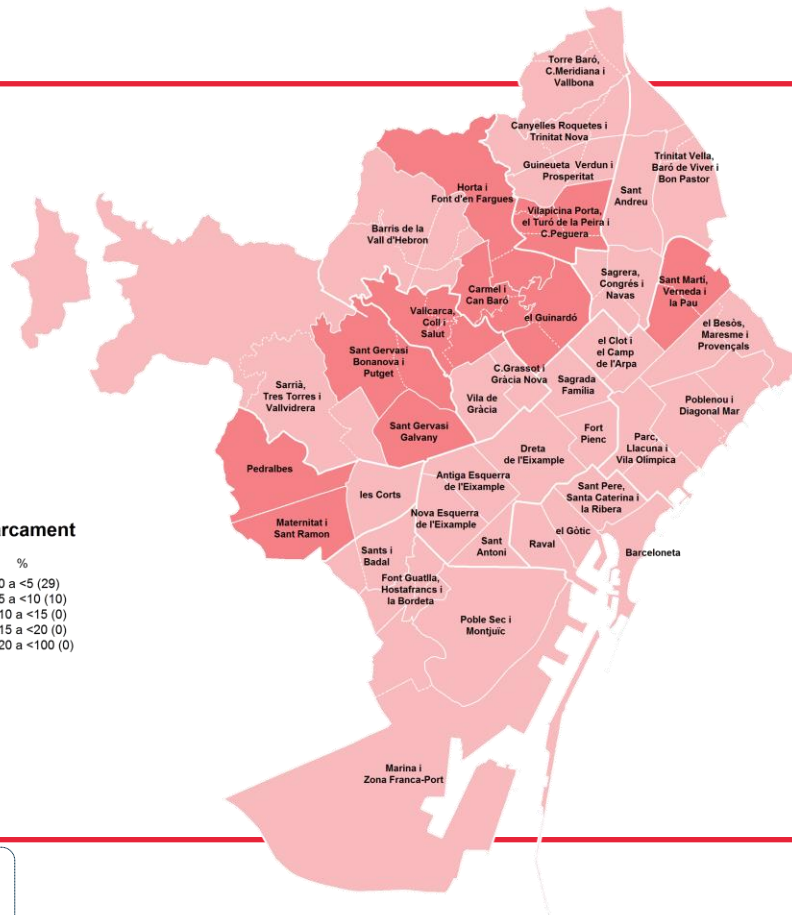 Torre Baró,
C.Meridiana i
Vallbona
Canyelles Roquetes i
Trinitat Nova
Guineueta Verdun i
Prosperitat
Trinitat Vella,
Baró de Viver i
Bon Pastor
Sant
Andreu
Horta i
Font d'en Fargues
Vilapicina Porta,
el Turó de la Peira i
C.Peguera
Barris de la
Vall d'Hebron
Sagrera,
Congrés i
Navas
Sant Martí,
Verneda i
la Pau
Carmel i
Can Baró
Vallcarca,
Coll i
Salut
el Guinardó
el Besòs,
Maresme i
Provençals
el Clot i
el Camp
de l'Arpa
Sant Gervasi
Bonanova i
Putget
C.Grassot i
Gràcia Nova
Sagrada
Família
Sarrià,
Tres Torres i
Vallvidrera
Vila de
Gràcia
Poblenou i
Diagonal Mar
Sant Gervasi
Galvany
Fort
Pienc
Parc,
Llacuna i
Vila Olímpica
Dreta
de l'Eixample
Pedralbes
Antiga Esquerra
de l'Eixample
les Corts
Sant Pere,
Santa Caterina i
la Ribera
Maternitat i
Sant Ramon
Nova Esquerra
de l'Eixample
el Gòtic
Sant
Antoni
Raval
Barceloneta
Sants i
Badal
Font Guatlla,
Hostafrancs i
la Bordeta
Poble Sec i
Montjuïc
Marina i
Zona Franca-Port
arcament
%
0 a <5 (29)
5 a <10 (10)
10 a <15 (0)
15 a <20 (0)
20 a <100 (0)